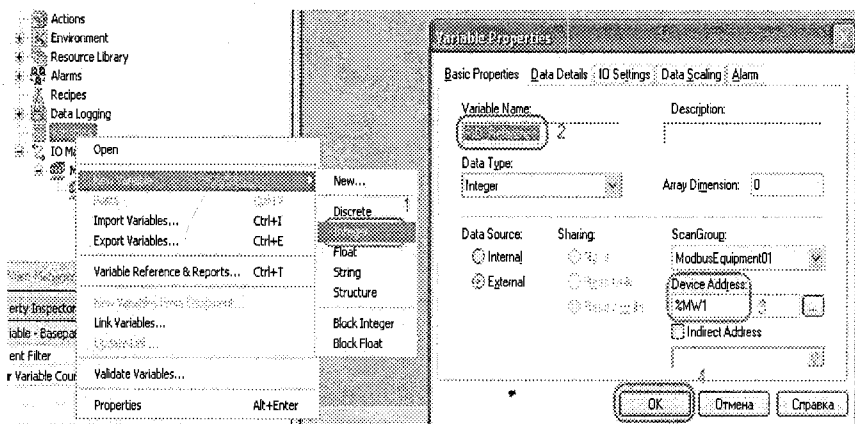 Actions
Environment
Resource Library
Alarms
Recipes
Data Logging
IO Ma
Open
Import Variables... Ctrl+I
Export Variables... Ctrl+E
Variable Reference & Reports... Ctrl+T
Link Variables...
Validate Variables...
Properties Alt+Enter
New...
Discrete
1
Float
String
Structure
Block Integer
Block Float
erty Inspector
iable - Basepa
ent Filter
r Variable Cour
Variable Properties
Basic Properties Data Details IO Settings Data Scaling Alarm
Variable Name: Description:
2
Data Type:
Integer Array Dimension: 0
Data Source: Sharing: ScanGroup:
Internal ModbusEquipment01
External Device Address:
%MW1 3 ...
Indirect Address
4
OK Отмена Справка